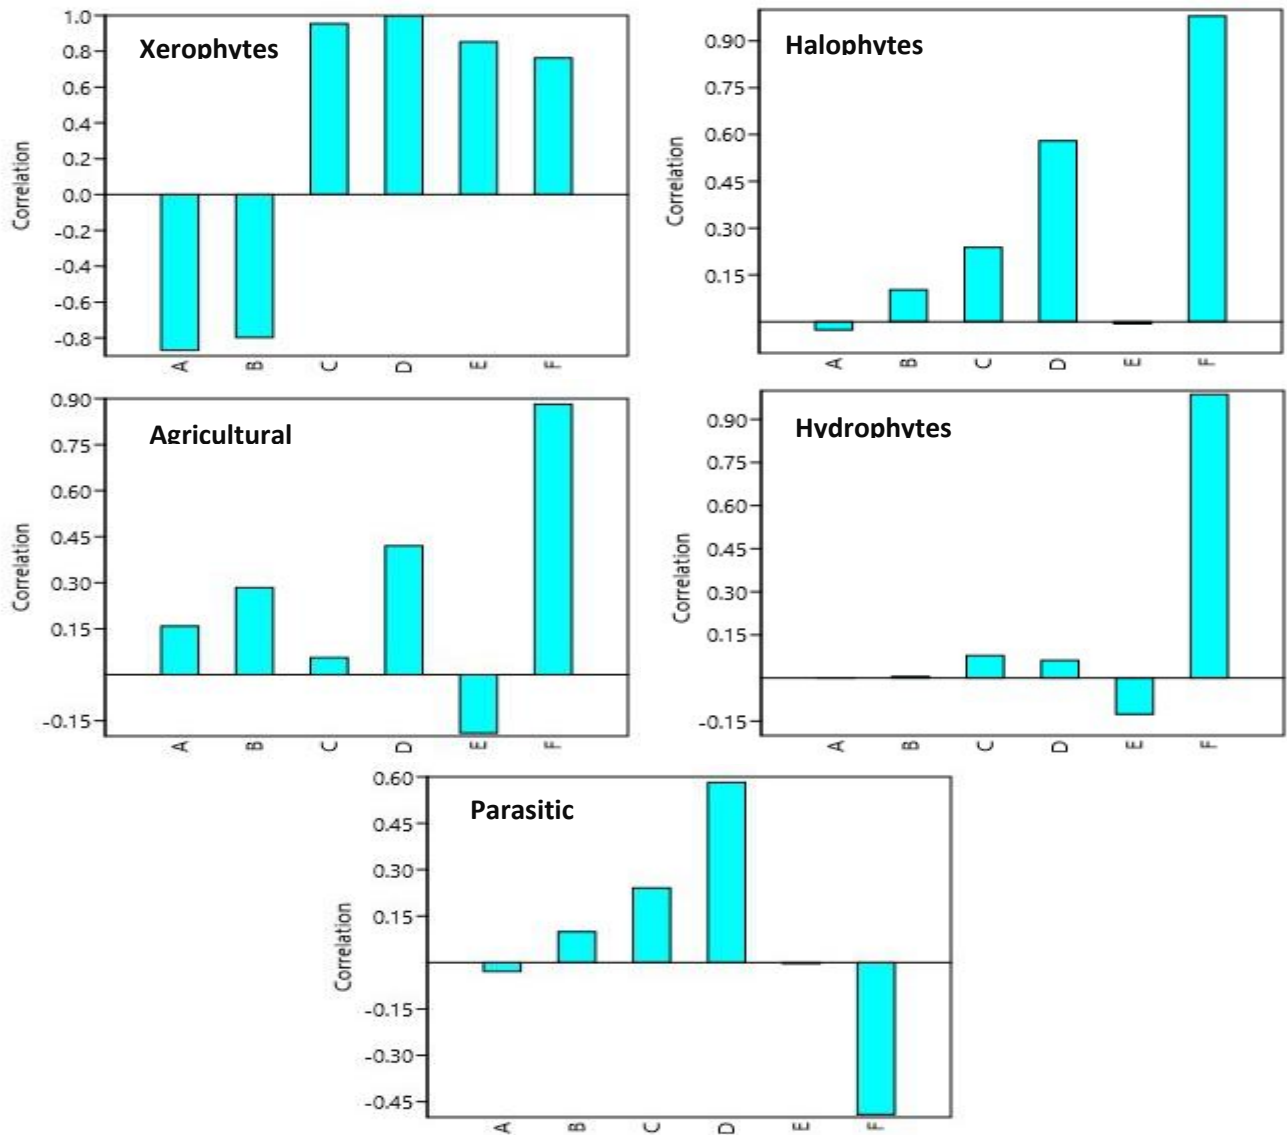 Xerophytes
Correlation
1.0
0.8
0.6
0.4
0.2
0.0
-0.2
-0.4
-0.6
-0.8
A B C D E F
Halophytes
Correlation
0.90
0.75
0.60
0.45
0.30
0.15
A B C D E F
Agricultural
Correlation
0.90
0.75
0.60
0.45
0.30
0.15
-0.15
A B C D E F
Hydrophytes
Correlation
0.90
0.75
0.60
0.45
0.30
0.15
-0.15
A B C D E F
Parasitic
Correlation
0.60
0.45
0.30
0.15
-0.15
-0.30
-0.45
A B C D E F